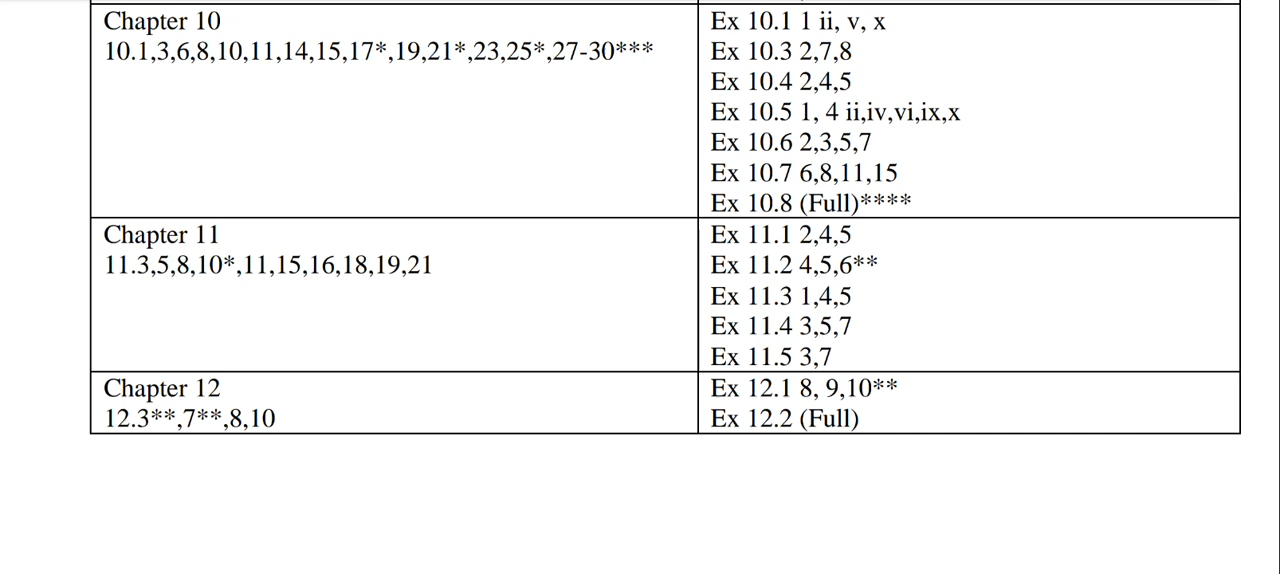 Chapter 10
10.1,3,6,8,10,11,14,15,17*,19,21*,23,25*,27-30***
Ex 10.1 1 ii, v, x
Ex 10.3 2,7,8
Ex 10.4 2,4,5
Ex 10.5 1, 4 ii,iv,vi,ix,x
Ex 10.6 2,3,5,7
Ex 10.7 6,8,11,15
Ex 10.8 (Full)****
Chapter 11
11.3,5,8,10*,11,15,16,18,19,21
Ex 11.1 2,4,5
Ex 11.2 4,5,6**
Ex 11.3 1,4,5
Ex 11.4 3,5,7
Ex 11.5 3,7
Chapter 12
12.3**,7**,8,10
Ex 12.1 8, 9,10**
Ex 12.2 (Full)